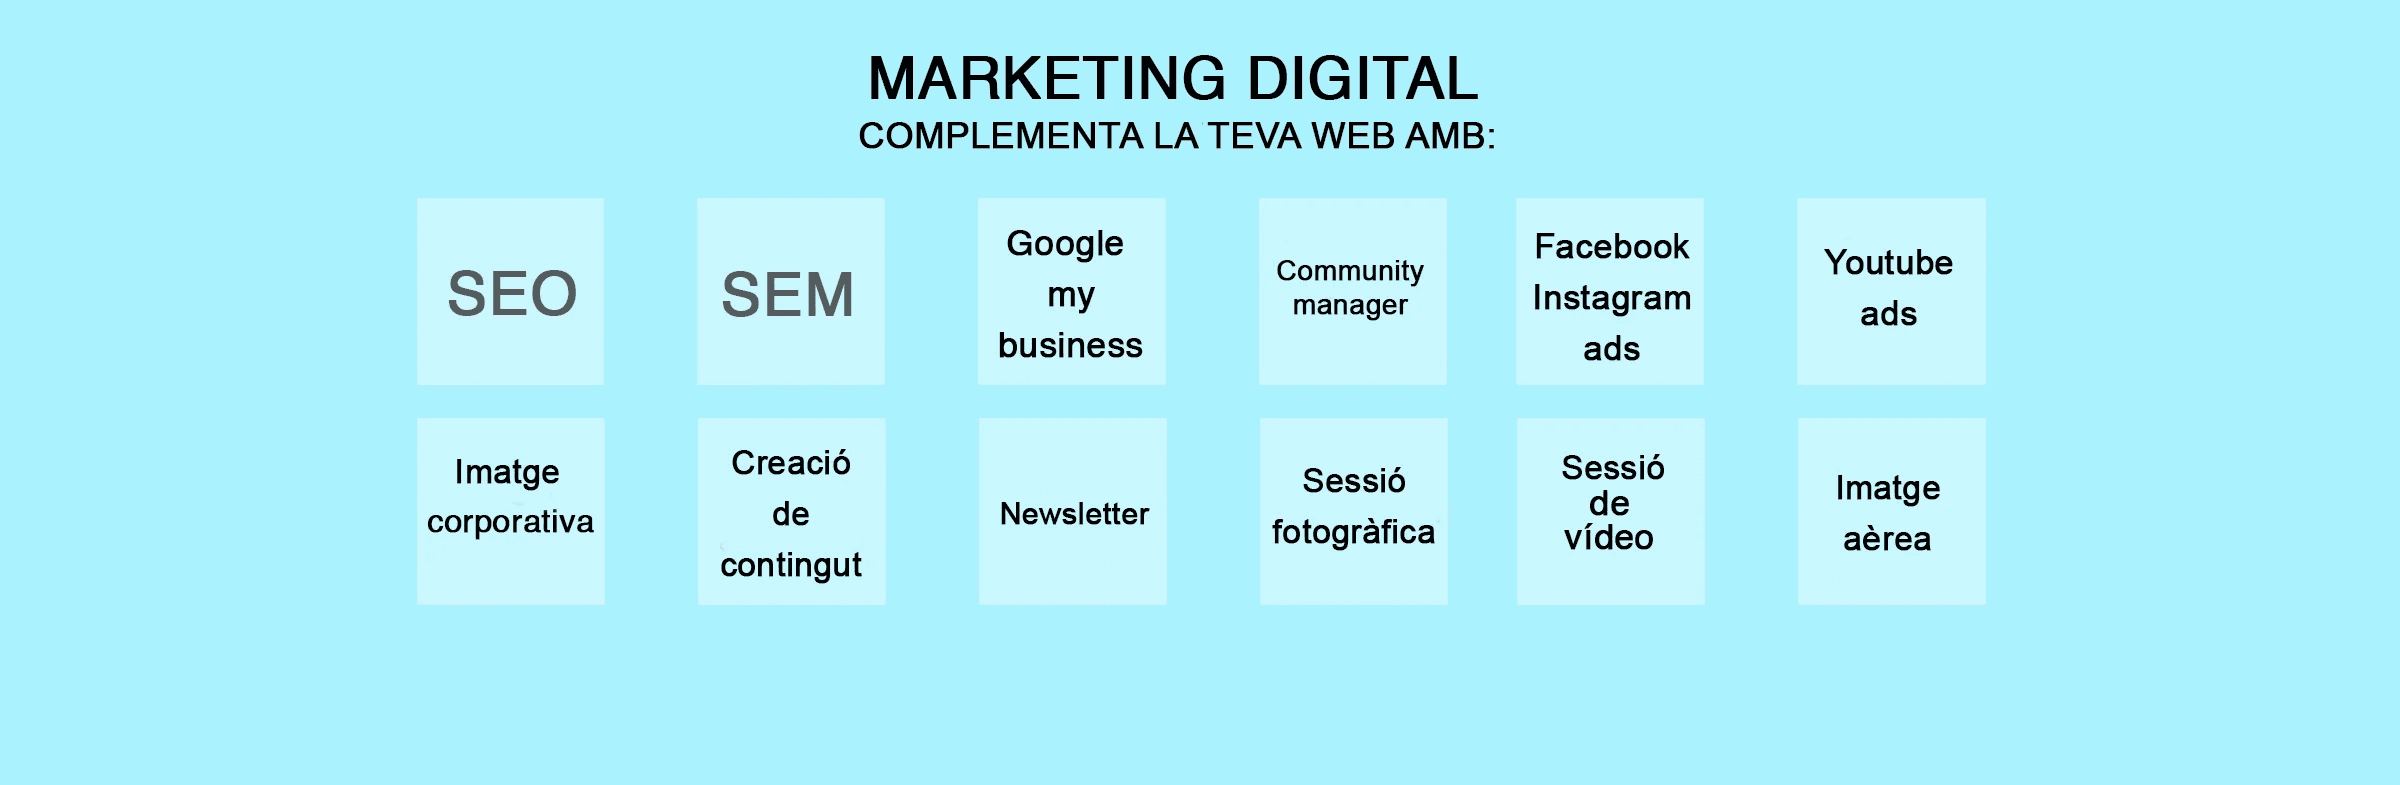 MARKETING DIGITAL
COMPLEMENTA LA TEVA WEB AMB:
SEO
SEM
Google
my
business
Community
manager
Facebook
Instagram
ads
Youtube
ads
Imatge
corporativa
Creació
de
contingut
Newsletter
Sessió
fotogràfica
Sessió
de
vídeo
Imatge
aèrea